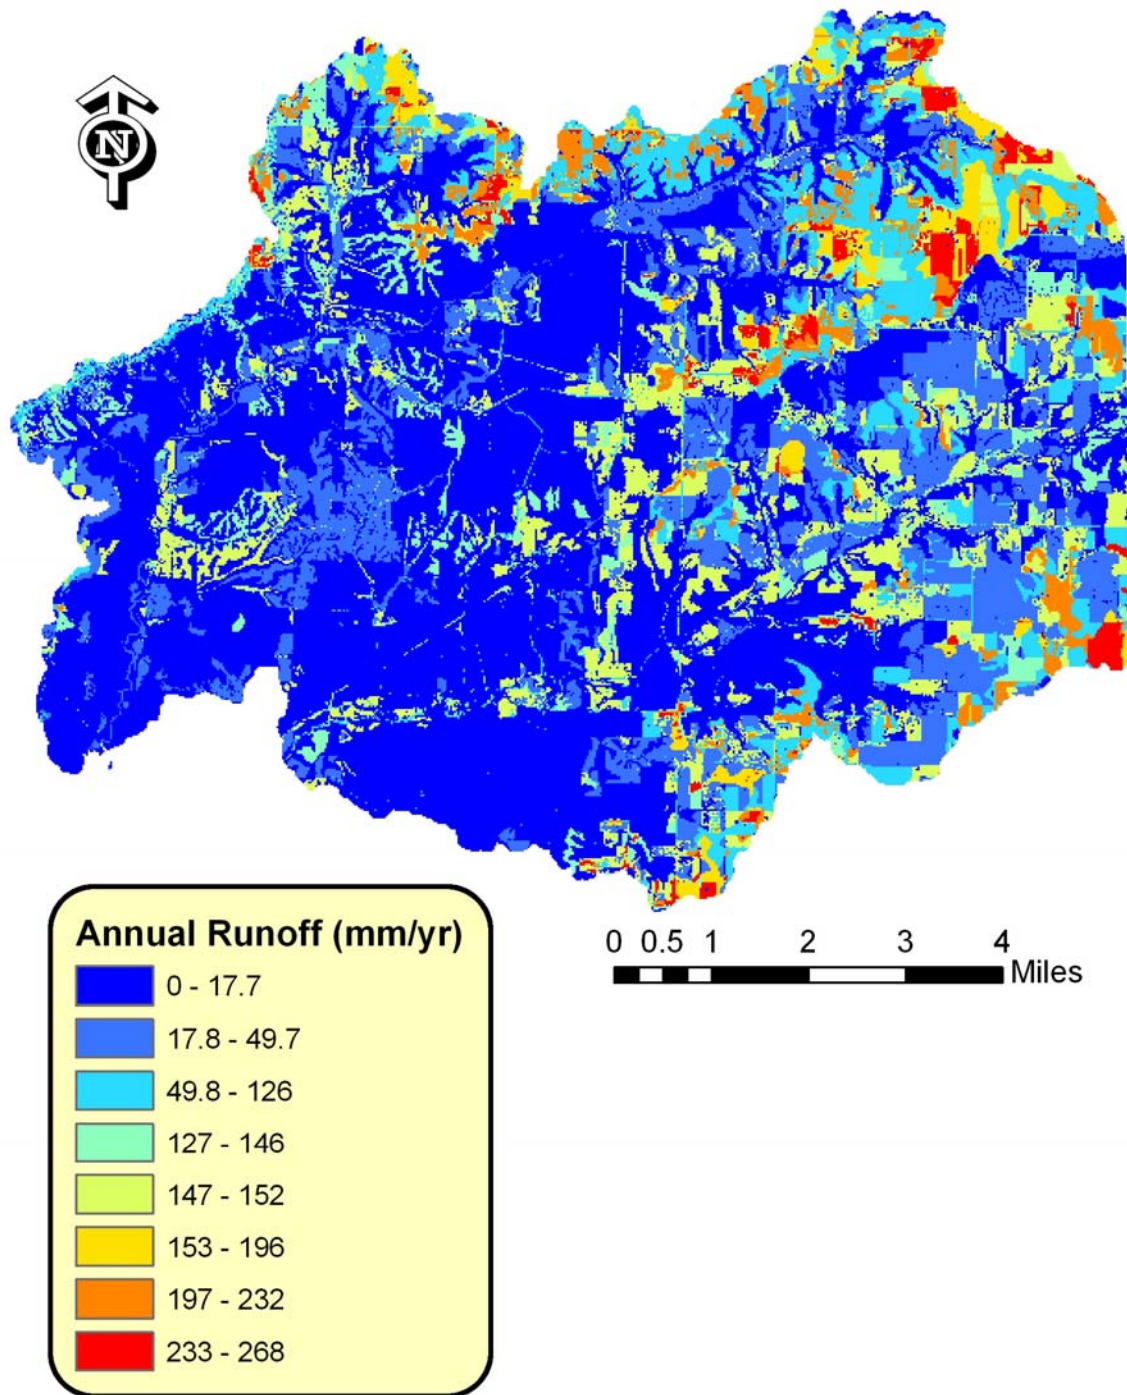 N
Annual Runoff (mm/yr)
0 - 17.7
17.8 - 49.7
49.8 - 126
127 - 146
147 - 152
153 - 196
197 - 232
233 - 268
0 0.5 1 2 3 4
Miles